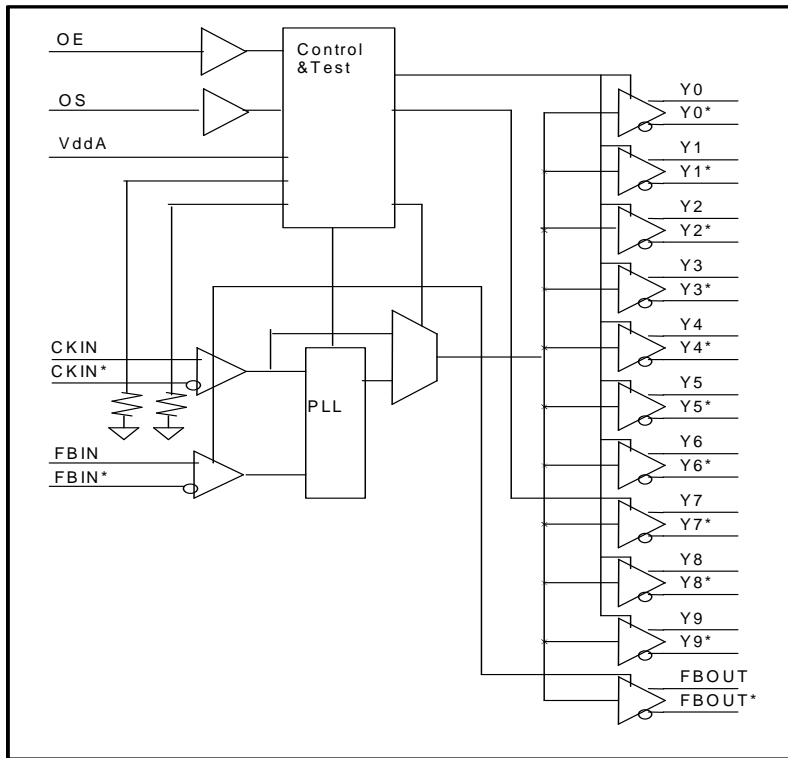 OE
Control
&Test
OS
VddA
CKIN
CKIN*
PLL
FBIN
FBIN*
Y0
Y0*
Y1
Y1*
Y2
Y2*
Y3
Y3*
Y4
Y4*
Y5
Y5*
Y6
Y6*
Y7
Y7*
Y8
Y8*
Y9
Y9*
FBOUT
FBOUT*